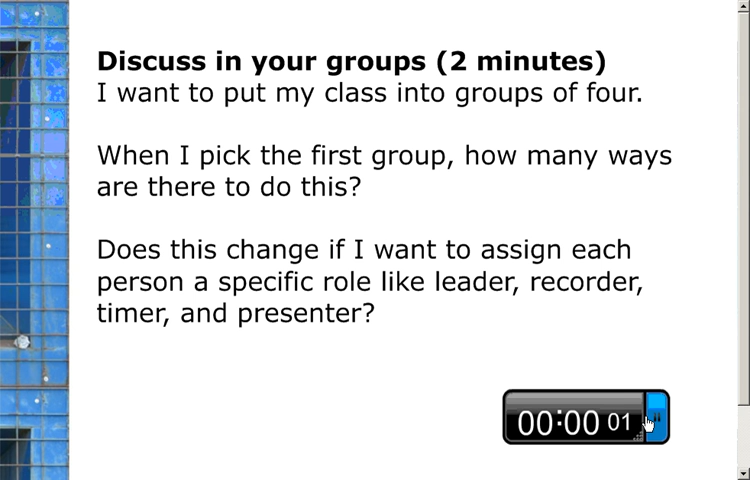 Discuss in your groups (2 minutes)
I want to put my class into groups of four.
When I pick the first group, how many ways
are there to do this?
Does this change if I want to assign each
person a specific role like leader, recorder,
timer, and presenter?
00:00 01